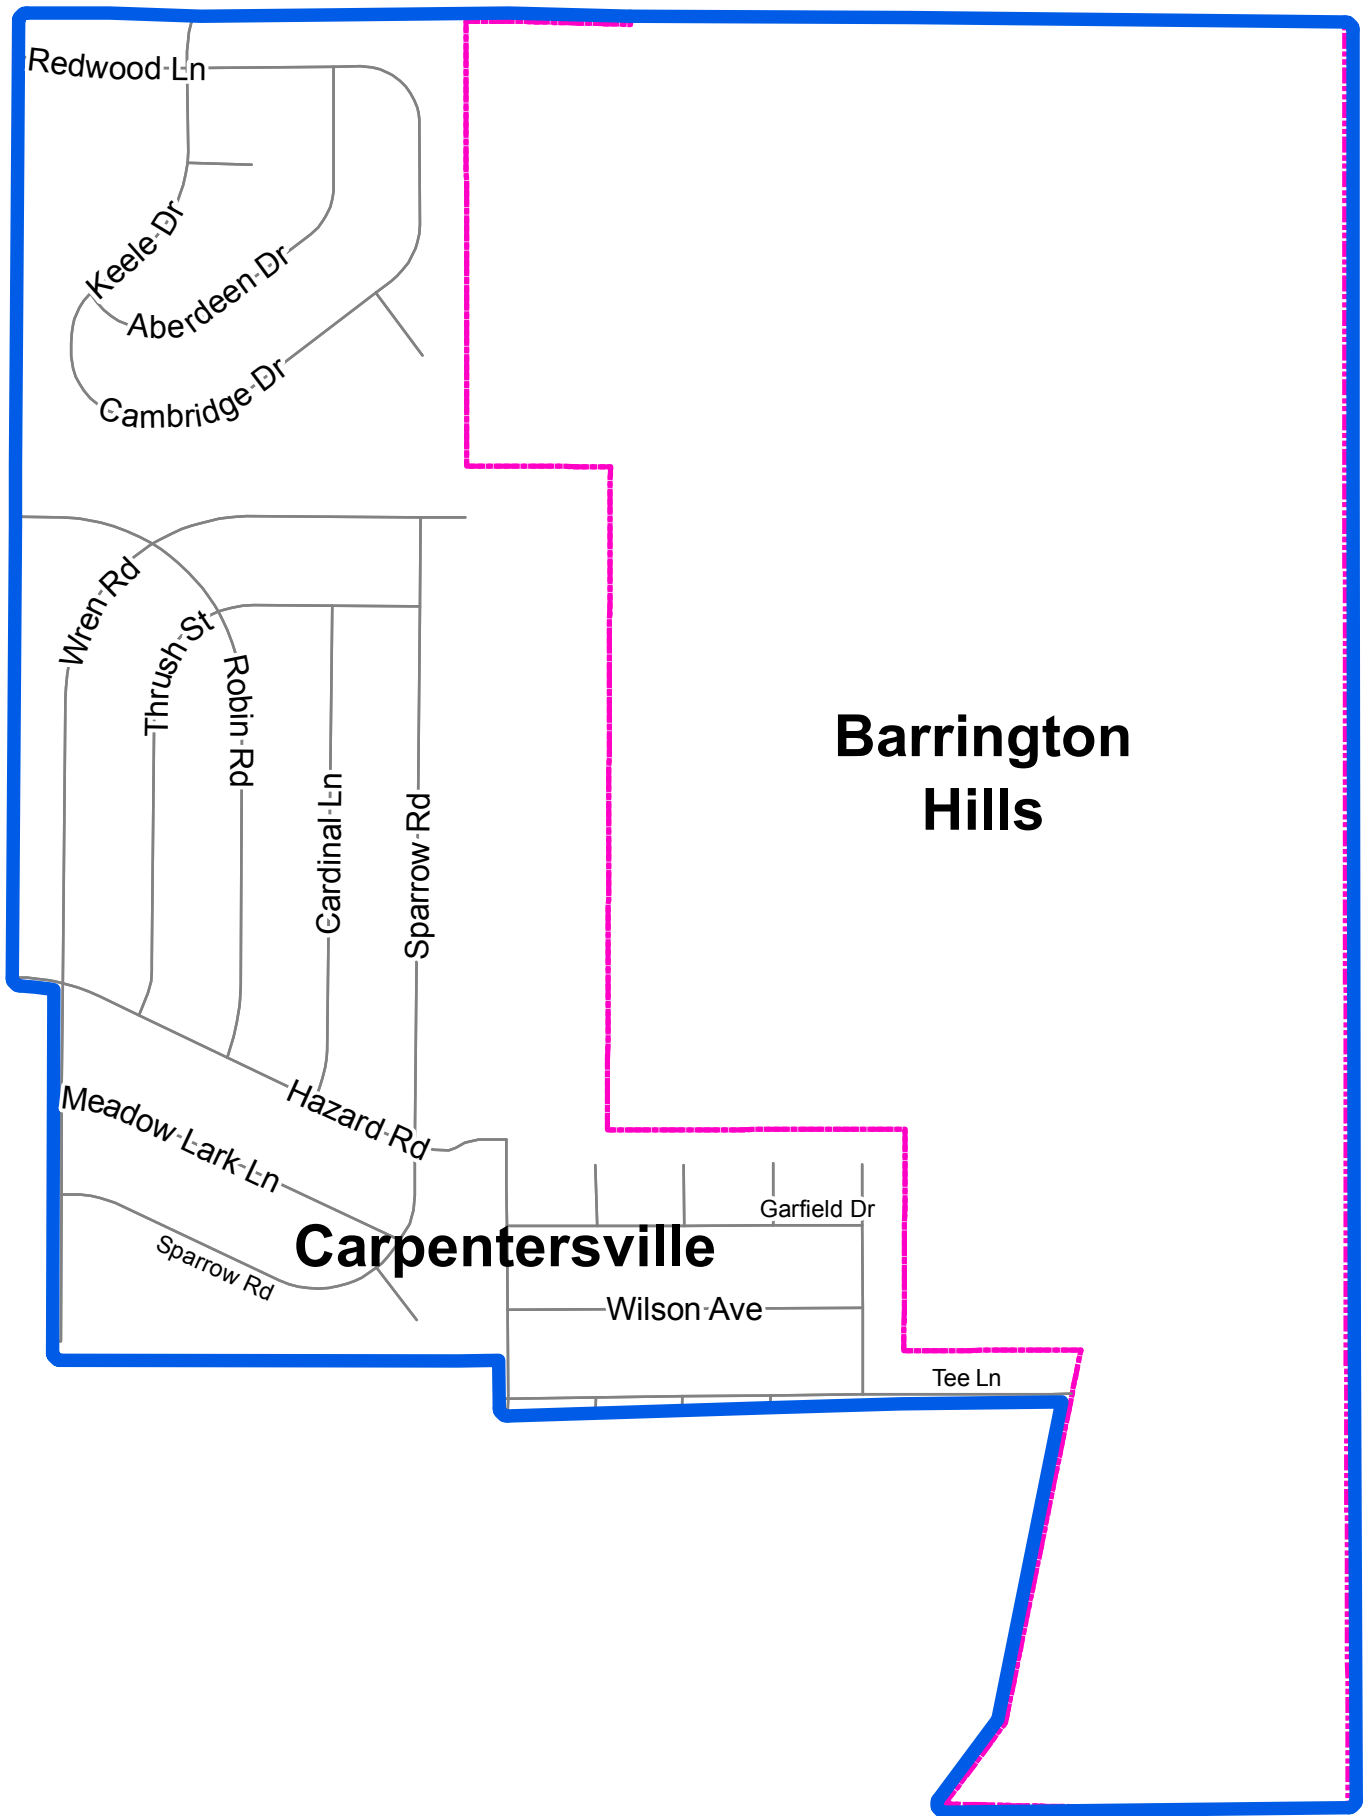 Redwood Ln
Keele Dr
Aberdeen Dr
Cambridge Dr
Wren Rd
Thrush St
Robin Rd
Cardinal Ln
Sparrow Rd
Barrington
Hills
Hazard Rd
Meadow Lark Ln
Garfield Dr
Carpentersville
Sparrow Rd
Wilson Ave
Tee Ln